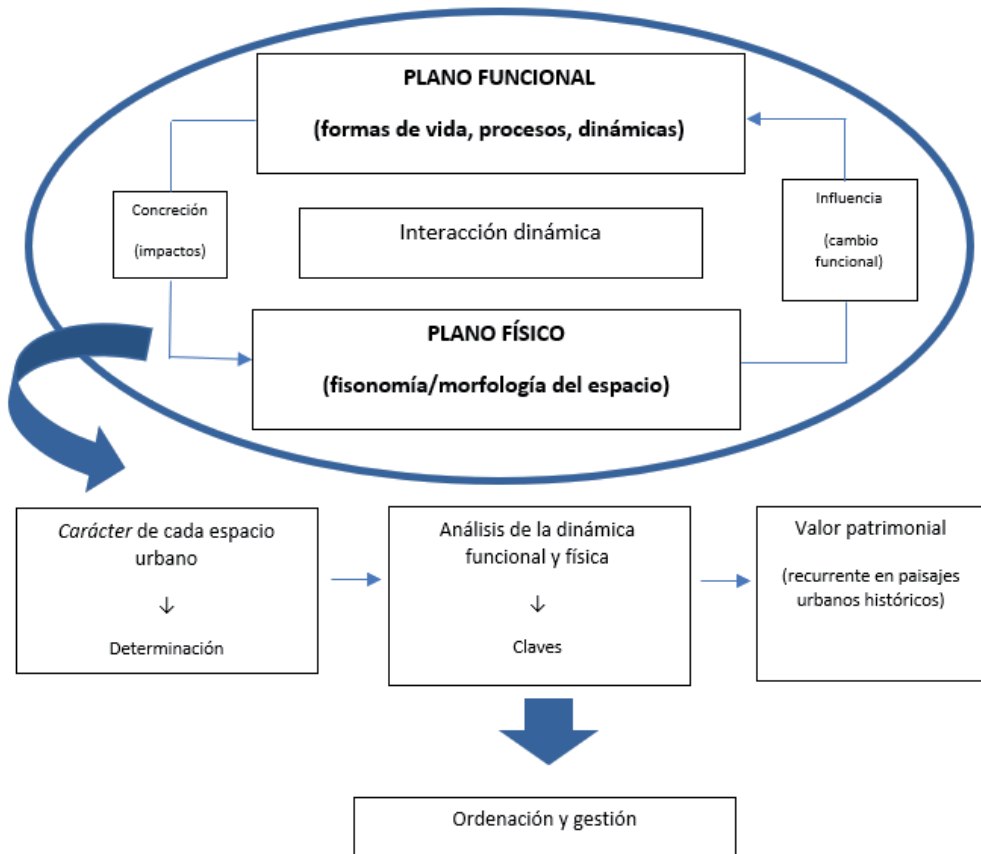 PLANO FUNCIONAL
(formas de vida, procesos, dinámicas)
Concreción
(impactos)
Interacción dinámica
Influencia
(cambio
funcional)
PLANO FÍSICO
(fisonomía/morfología del espacio)
Carácter de cada espacio
urbano
↓
Determinación
Análisis de la dinámica
funcional y física
↓
Claves
Valor patrimonial
(recurrente en paisajes
urbanos históricos)
Ordenación y gestión